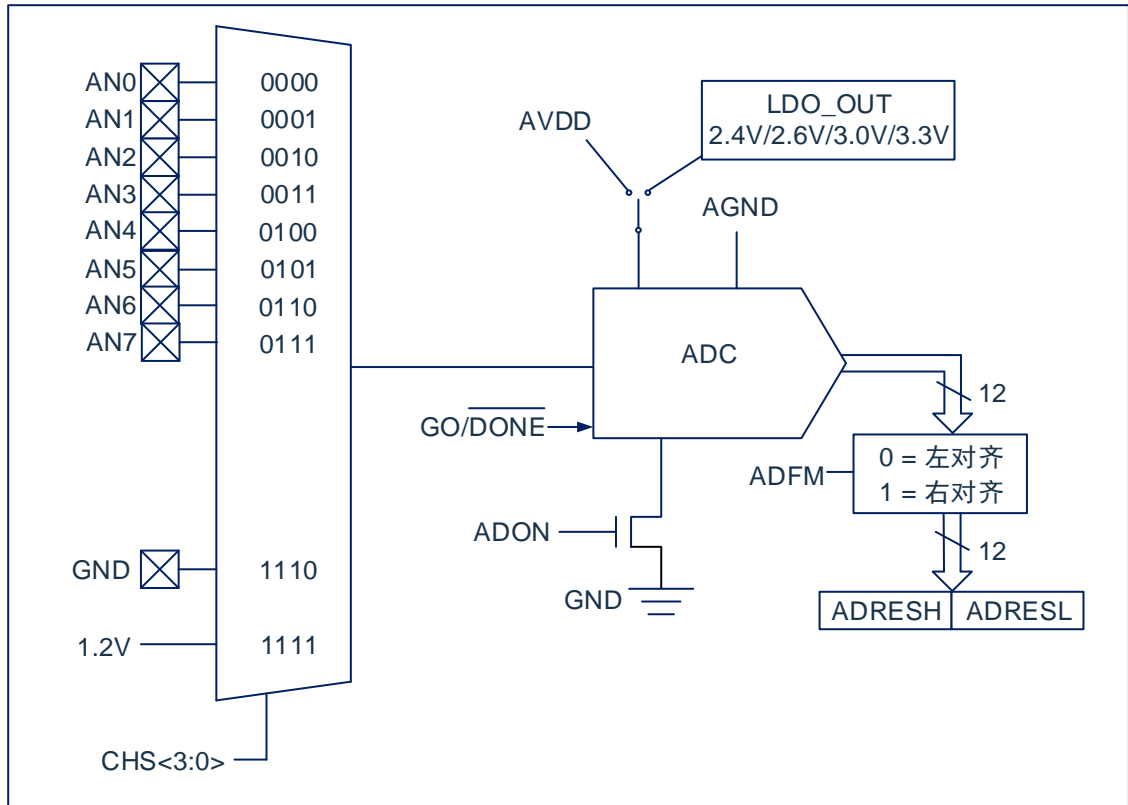 AN0
0000
AN1
0001
AN2
0010
AN3
0011
AN4
0100
AN5
0101
AN6
0110
AN7
0111
GND
1110
1.2V
1111
CHS<3:0>
AVDD
LDO_OUT
2.4V/2.6V/3.0V/3.3V
AGND
ADC
GO/DONE
ADON
GND
12
ADFM
0 = 左对齐
1 = 右对齐
12
ADRESH
ADRESL